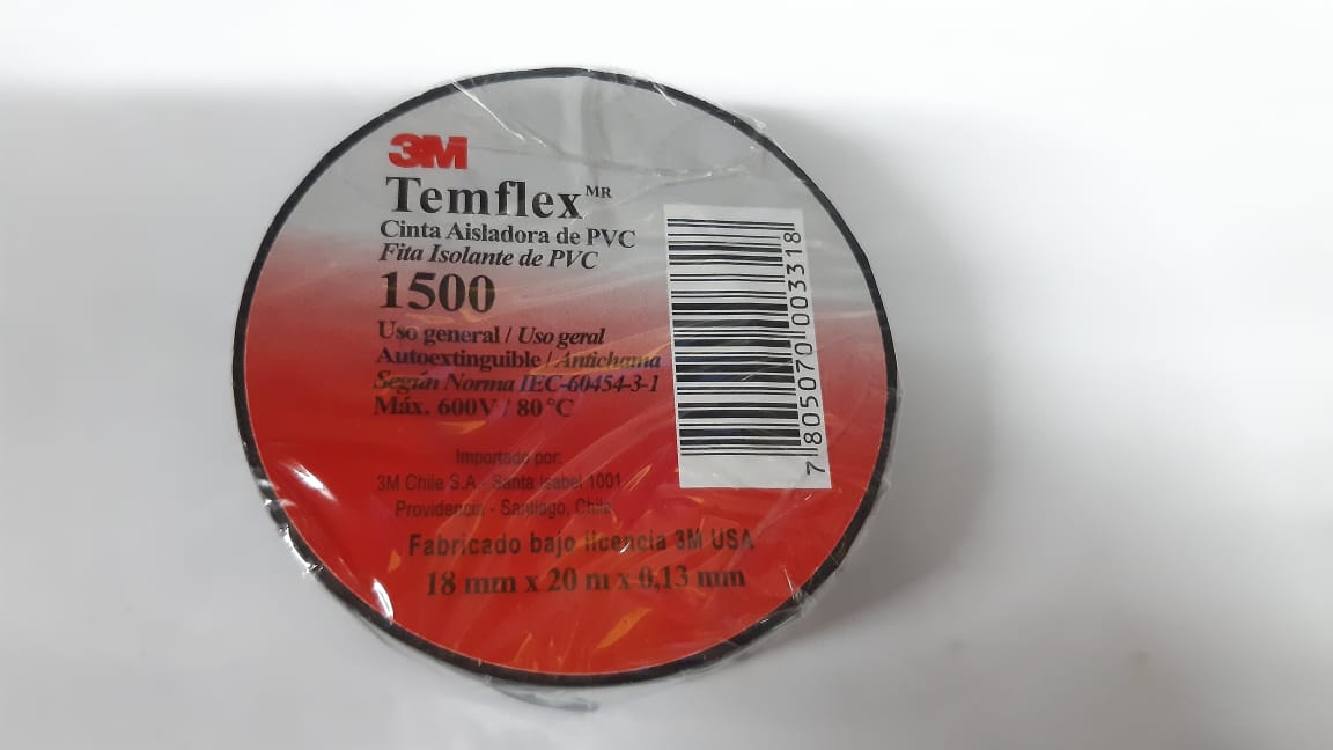 3M
Temflex MR
Cinta Aisladora de PVC
Fita Isolante de PVC
1500
Uso general / Uso geral
Autoextinguible / Antichama
Según Norma IEC-60454-3-1
Máx. 600V / 80°C
Importado por:
3M Chile S.A - Santa Isabel 1001
Providencia - Santiago, Chile
Fabricado bajo licencia 3M USA
18 mm x 20 m x 0,13 mm
7 805070 003318